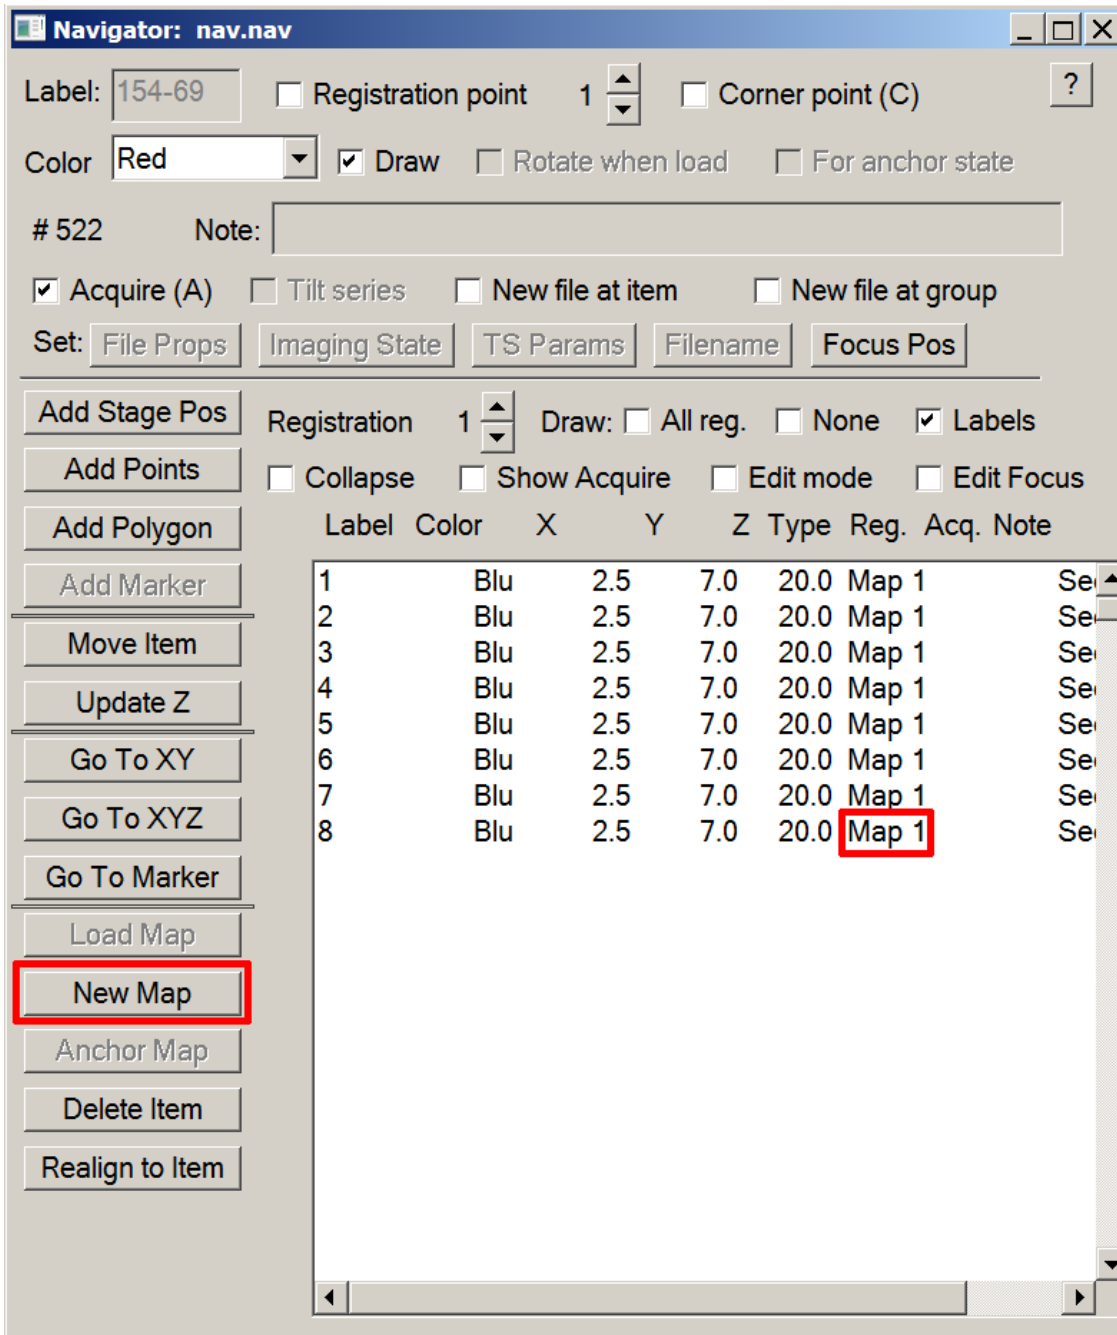 Navigator: nav.nav
Label: 154-69 Registration point 1 Corner point (C) ?
Color Red Draw Rotate when load For anchor state
# 522 Note:
Acquire (A) Tilt series New file at item New file at group
Set: File Props Imaging State TS Params Filename Focus Pos
Add Stage Pos Registration 1 Draw: All reg. None Labels
Add Points Collapse Show Acquire Edit mode Edit Focus
Add Polygon Label Color X Y Z Type Reg. Acq. Note
Add Marker 1 Blu 2.5 7.0 20.0 Map 1
2 Blu 2.5 7.0 20.0 Map 1
Move Item 3 Blu 2.5 7.0 20.0 Map 1
Update Z 4 Blu 2.5 7.0 20.0 Map 1
5 Blu 2.5 7.0 20.0 Map 1
Go To XY 6 Blu 2.5 7.0 20.0 Map 1
7 Blu 2.5 7.0 20.0 Map 1
Go To XYZ 8 Blu 2.5 7.0 20.0 Map 1
Go To Marker
Load Map
New Map
Anchor Map
Delete Item
Realign to Item